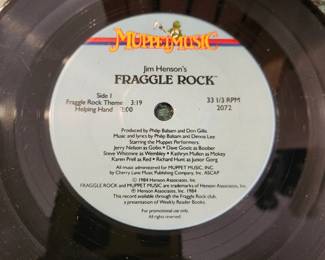 MUPPET MUSIC
Jim Henson's
FRAGGLE ROCK™
Side I
33 1/3 RPM
Fraggle Rock Theme 3:19
2072
Helping Hand 2:00
Produced by Philip Balsam and Don Gillis
Music and lyrics by Philip Balsam and Dennis Lee
Starring the Muppet Performers:
Jerry Nelson as Gobo • Dave Goelz as Boober
Steve Whitmire as Wembley • Kathryn Mullen as Mokey
Karen Prell as Red • Richard Hunt as Junior Gorg
All music administered for MUPPET MUSIC, INC.
by Cherry Lane Music Publishing Company, Inc. ASCAP
© 1984 Henson Associates, Inc.
FRAGGLE ROCK and MUPPET MUSIC are trademarks of Henson Associates, Inc.
℗ Henson Associates, Inc. 1984
This record available through the Fraggle Rock club
a presentation of Weekly Reader Books.
For promotional use only,
all rights reserved.